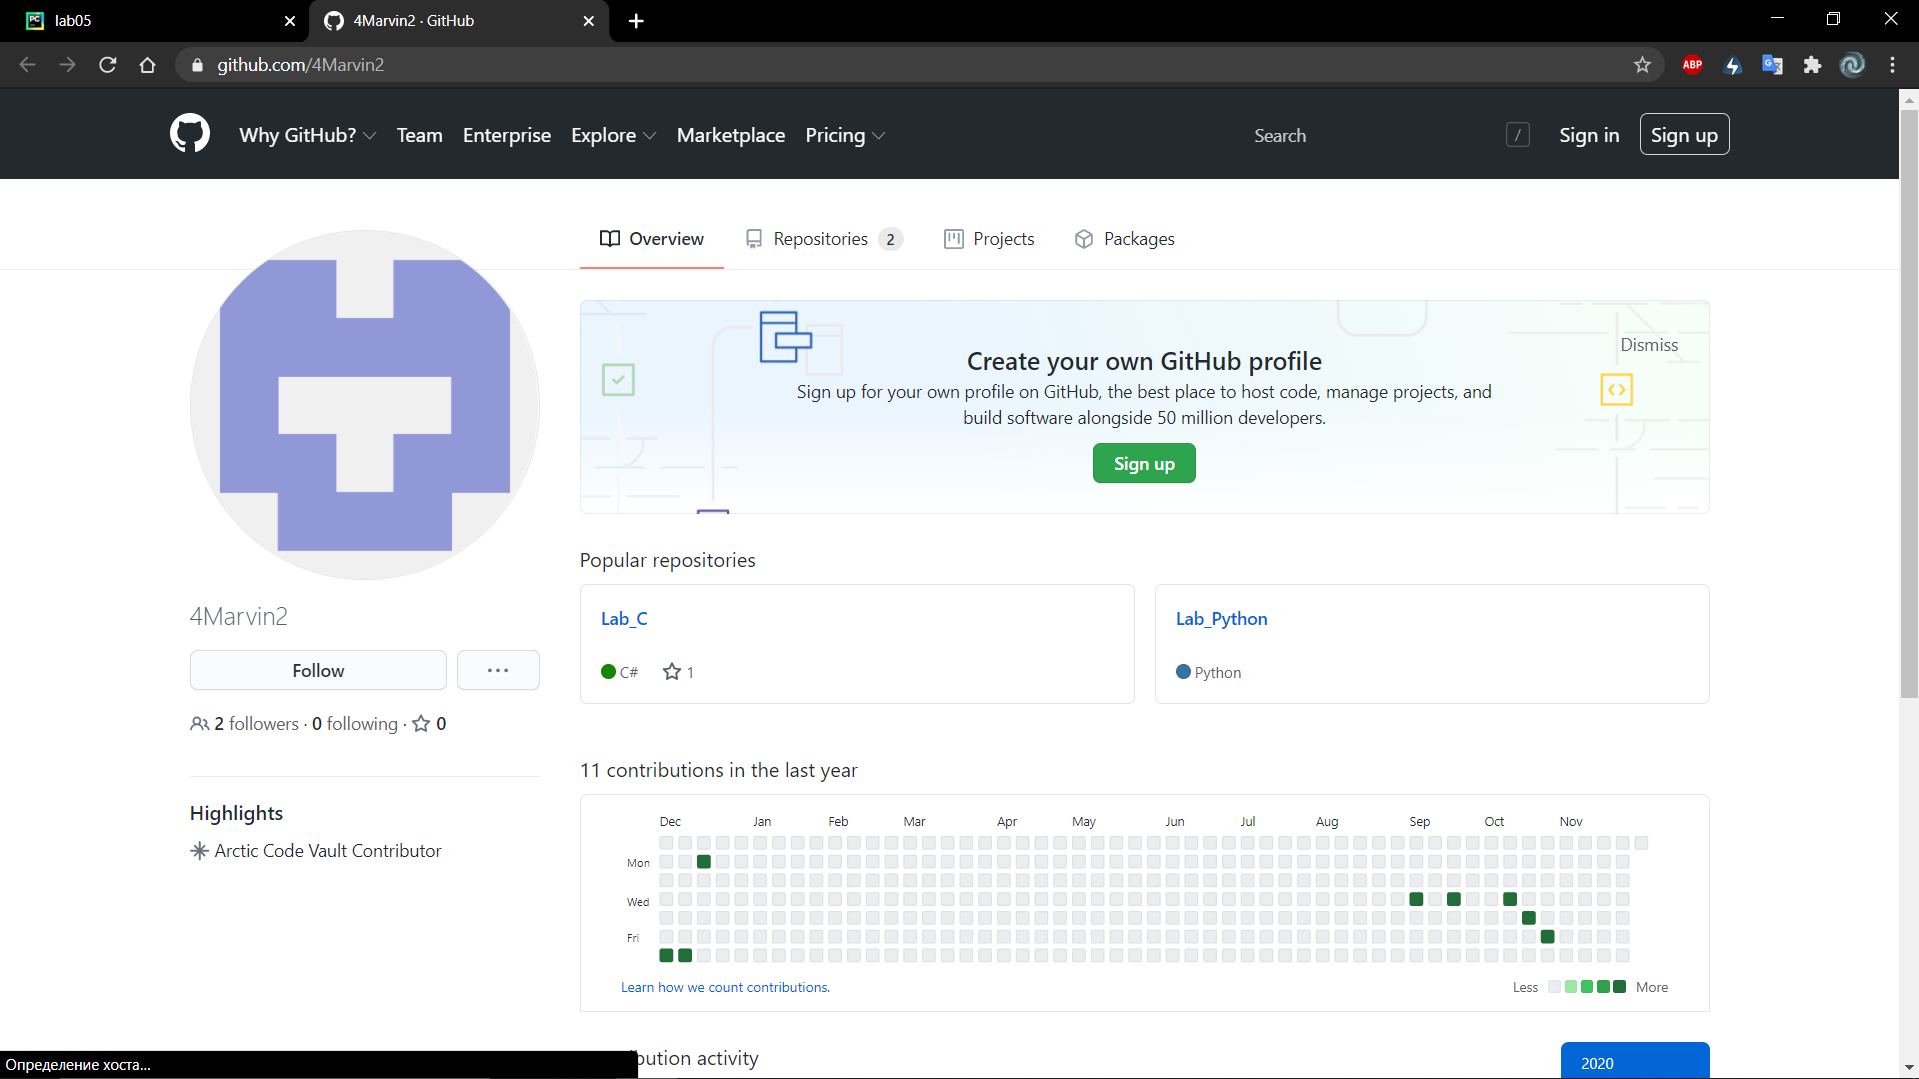 lab05
4Marvin2 · GitHub
github.com/4Marvin2
ABP
Why GitHub? Team Enterprise Explore Marketplace Pricing
Search /
Sign in Sign up
Overview Repositories 2 Projects Packages
Create your own GitHub profile
Dismiss
Sign up for your own profile on GitHub, the best place to host code, manage projects, and
build software alongside 50 million developers.
Sign up
4Marvin2
Follow
2 followers · 0 following · 0
Highlights
Arctic Code Vault Contributor
Popular repositories
Lab_C
C# 1
Lab_Python
Python
11 contributions in the last year
Dec Jan Feb Mar Apr May Jun Jul Aug Sep Oct Nov
Mon
Wed
Fri
Learn how we count contributions.
Less More
bution activity
2020
Определение хоста...